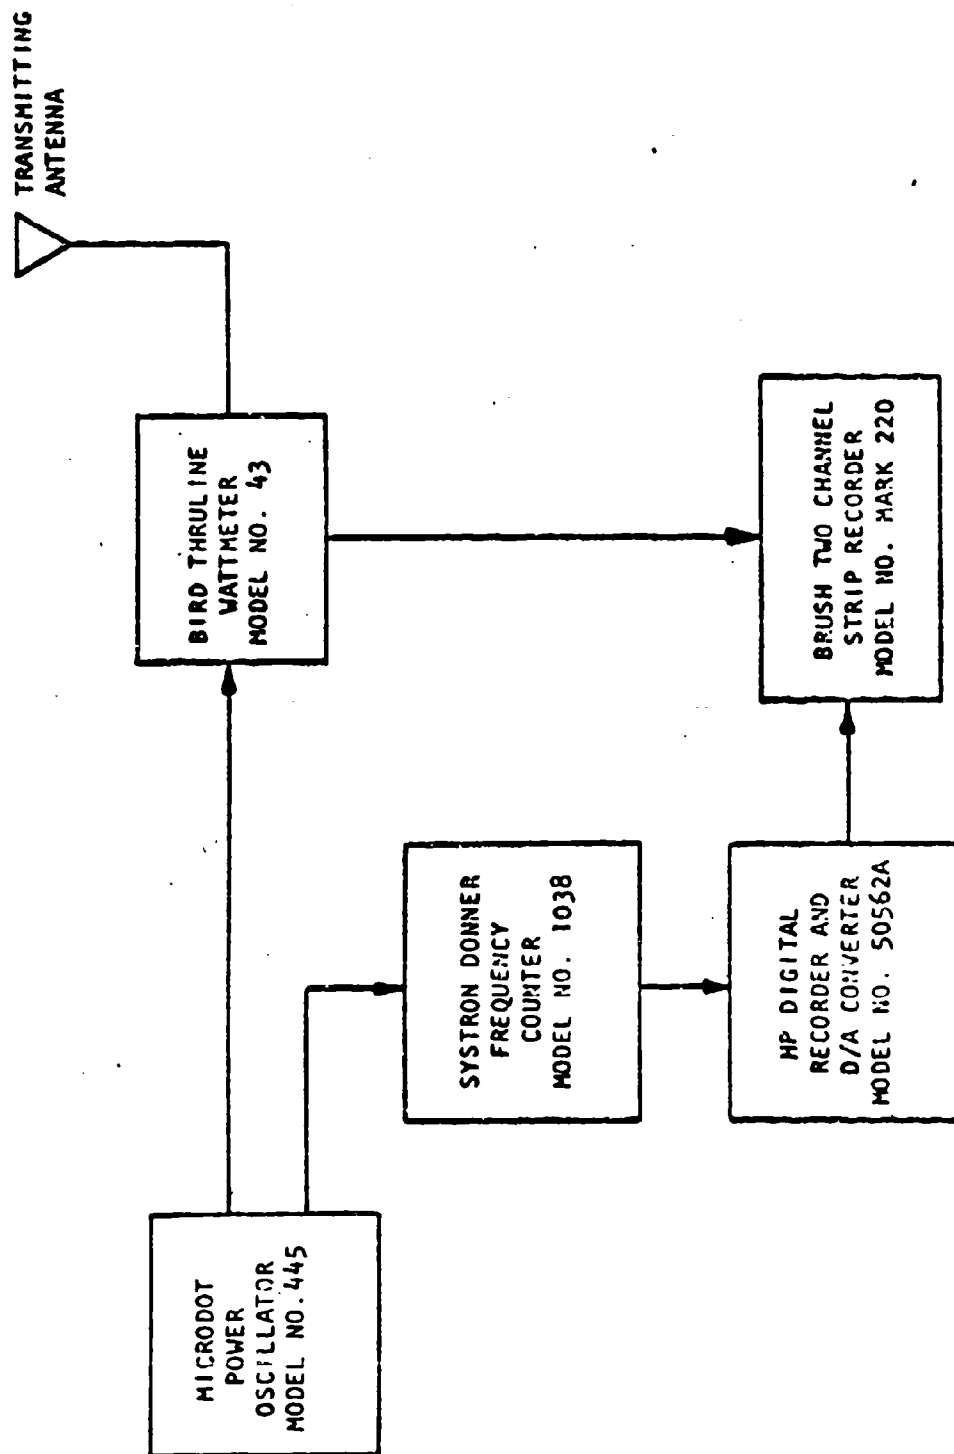 TRANSMITTING
ANTENNA
BIRD THRULINE
WATTMETER
MODEL NO. 43
MICRODOT
POWER
OSCILLATOR
MODEL NO.445
SYSTRON DONNER
FREQUENCY
COUNTER
MODEL NO. 1038
HP DIGITAL
RECORDER AND
D/A CONVERTER
MODEL NO. 50562A
BRUSH TWO CHANNEL
STRIP RECORDER
MODEL NO. MARK 220